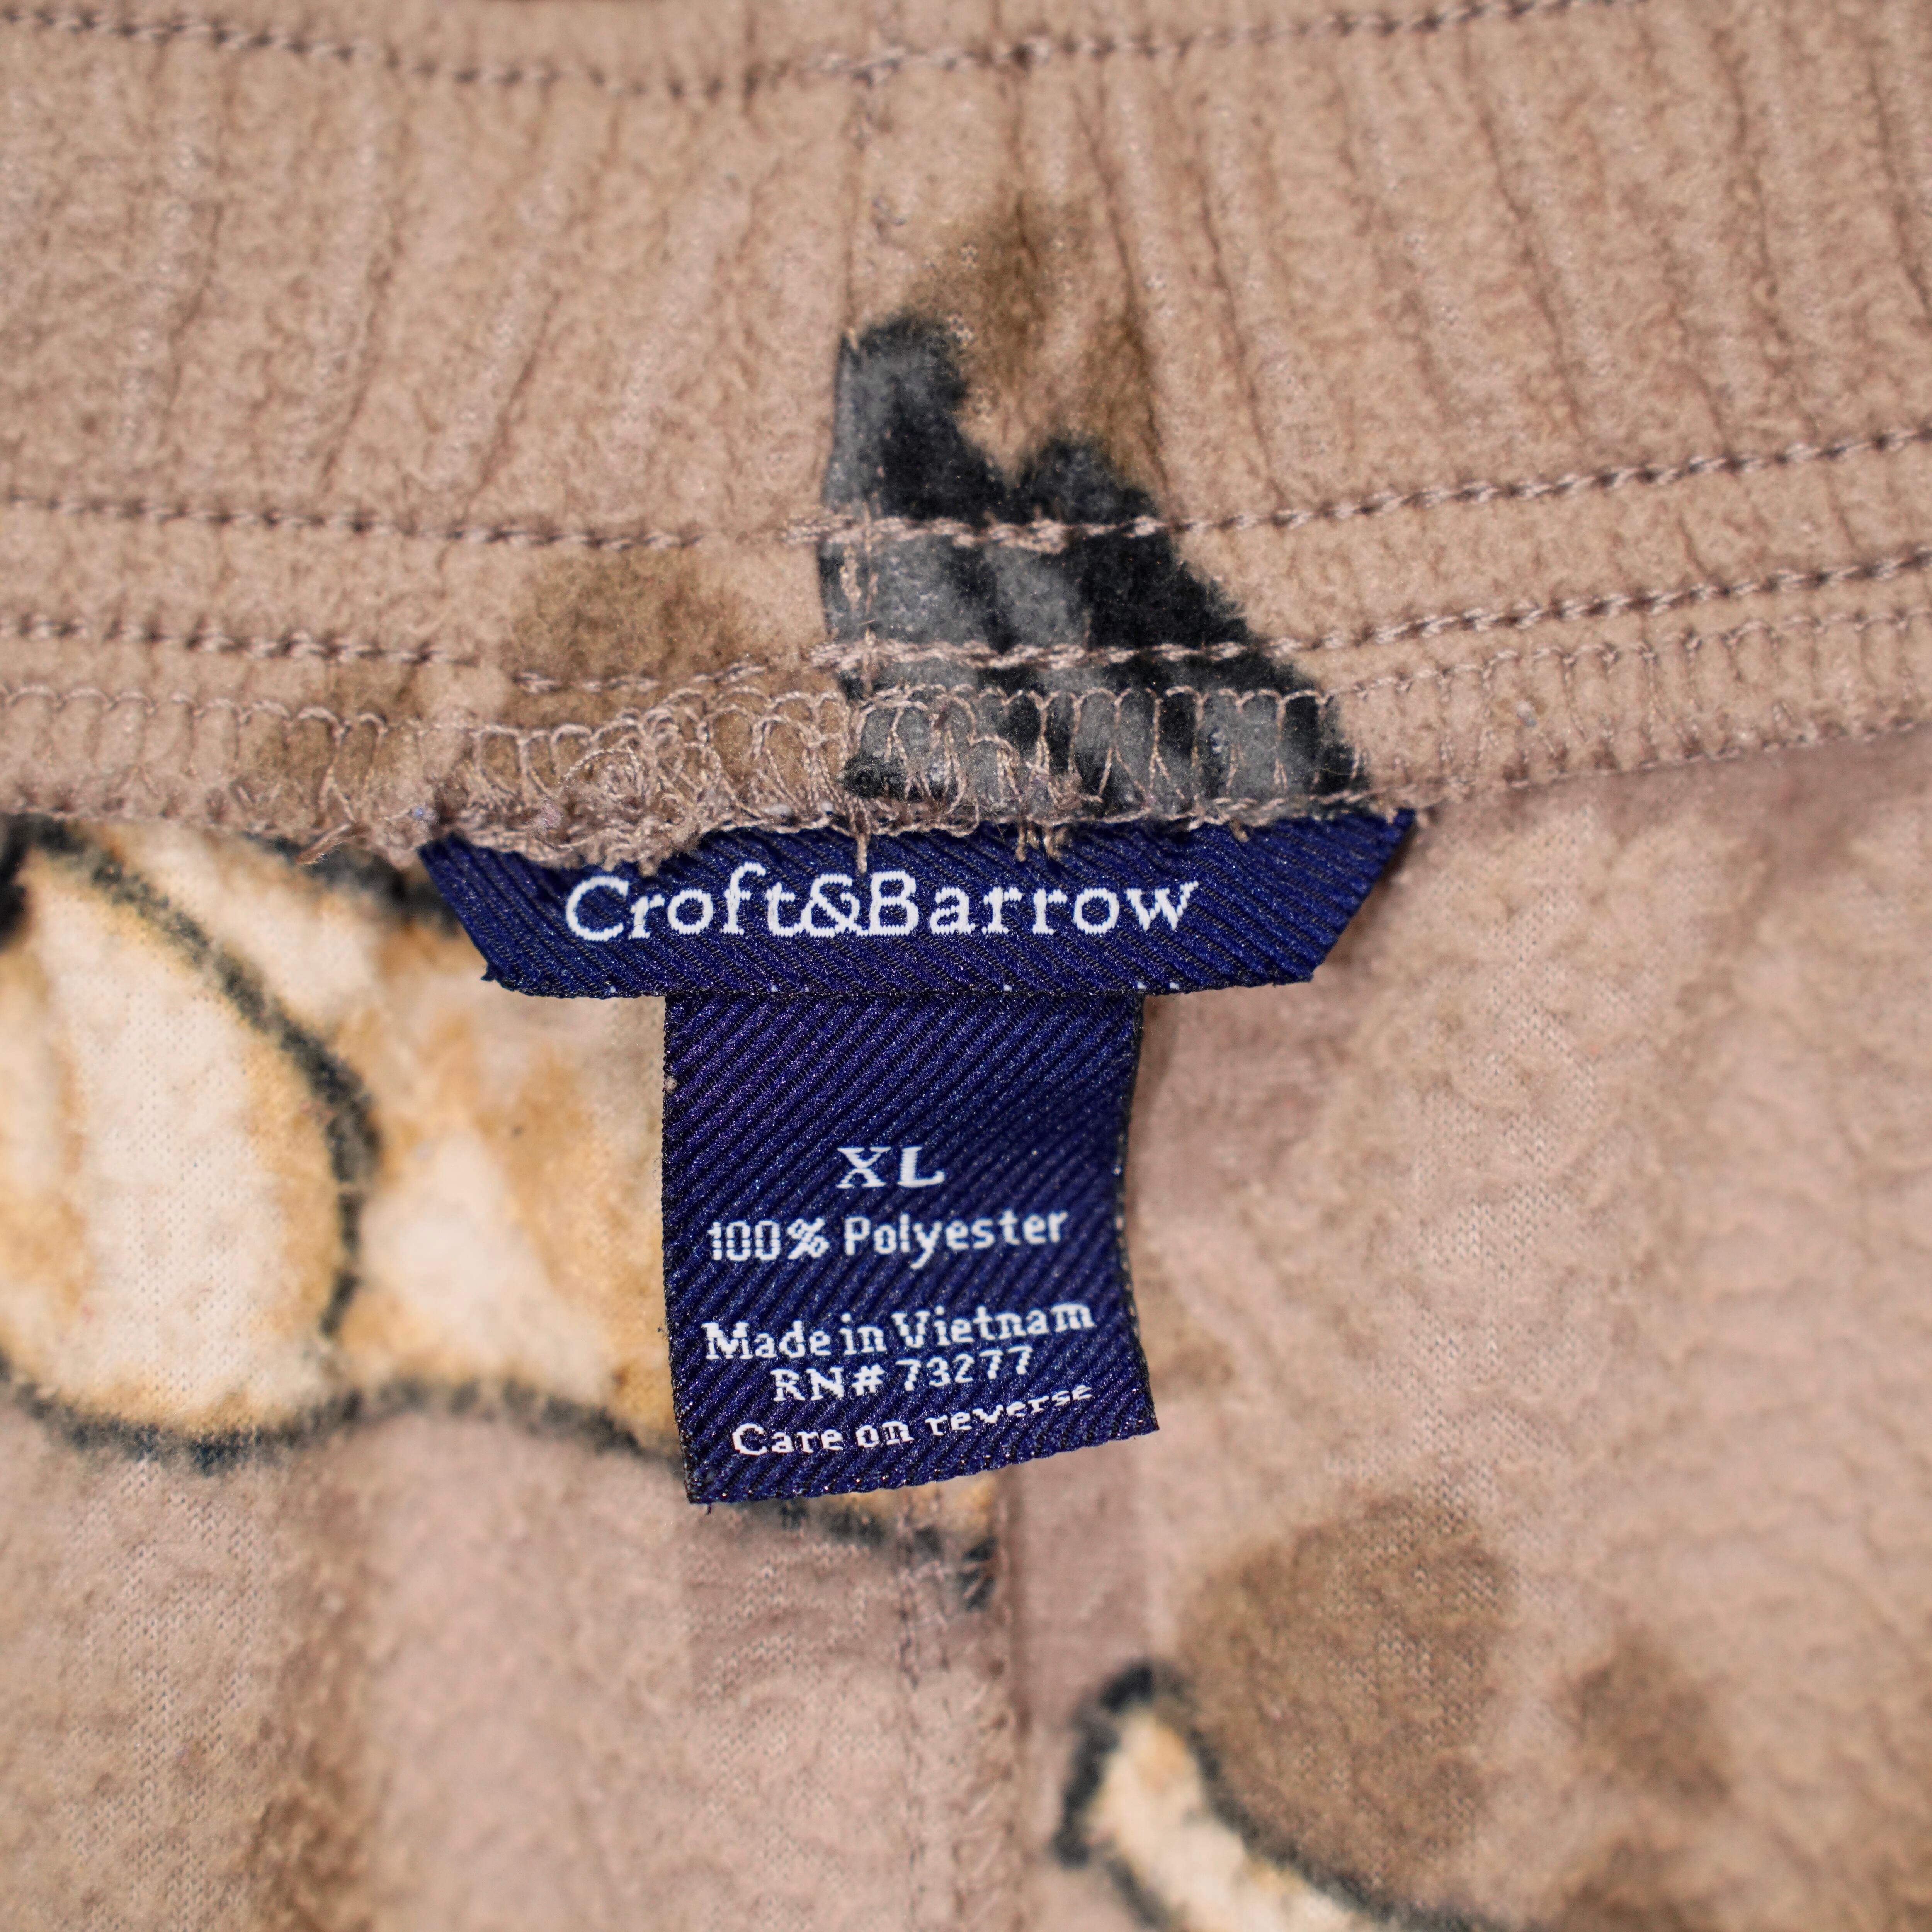 Croft&Barrow
XL
100% Polyester
Made in Vietnam
RN# 73277
Care on reverse